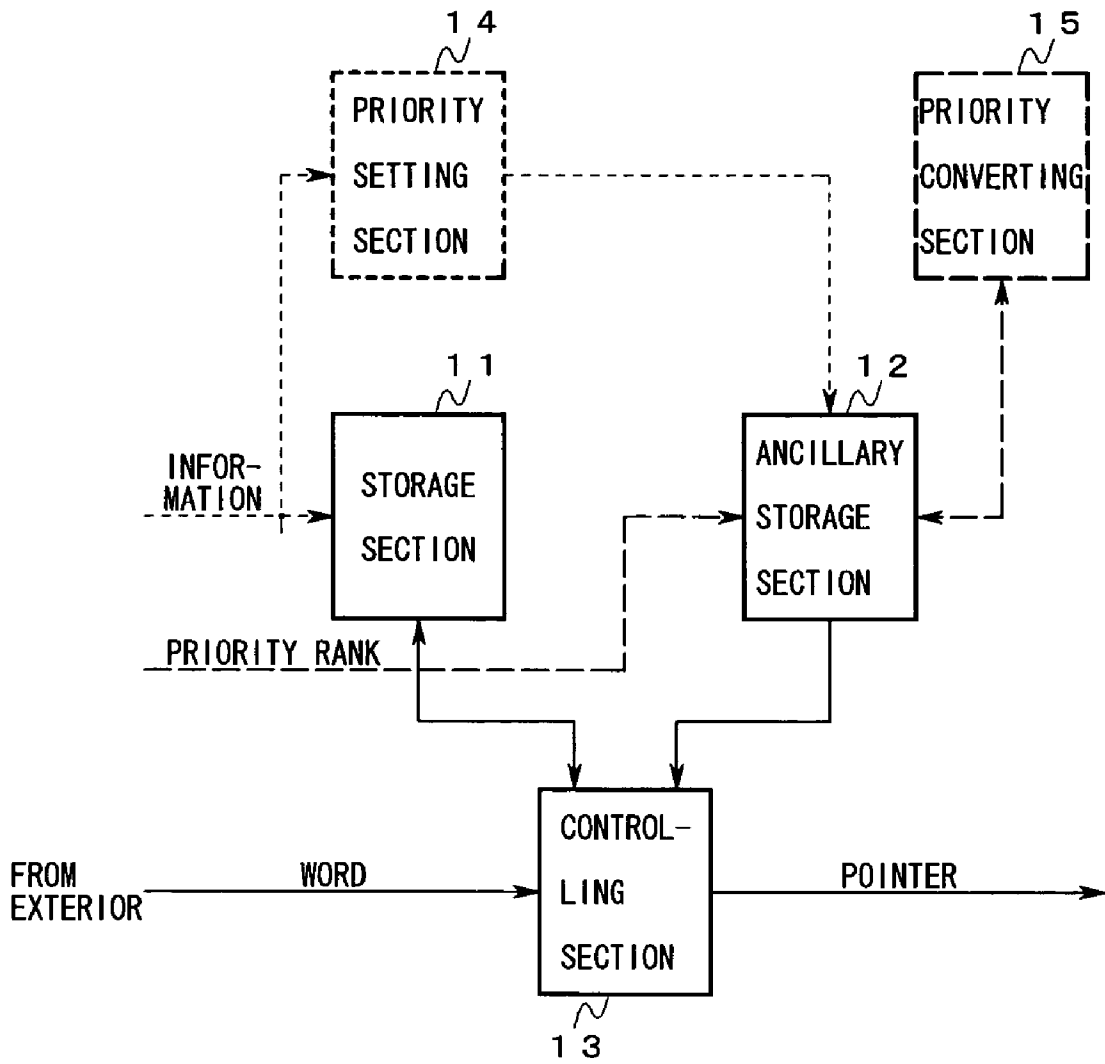 14
PRIORITY
SETTING
SECTION
15
PRIORITY
CONVERTING
SECTION
11
STORAGE
SECTION
12
ANCILLARY
STORAGE
SECTION
INFOR-
MATION
PRIORITY RANK
FROM
EXTERIOR
WORD
CONTROL-
LING
SECTION
POINTER
13